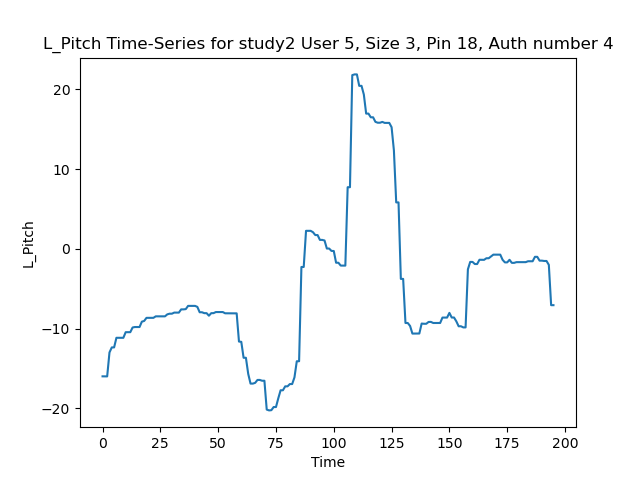 L_Pitch Time-Series for study2 User 5, Size 3, Pin 18, Auth number 4
20
10
0
−10
−20
L_Pitch
0 25 50 75 100 125 150 175 200
Time